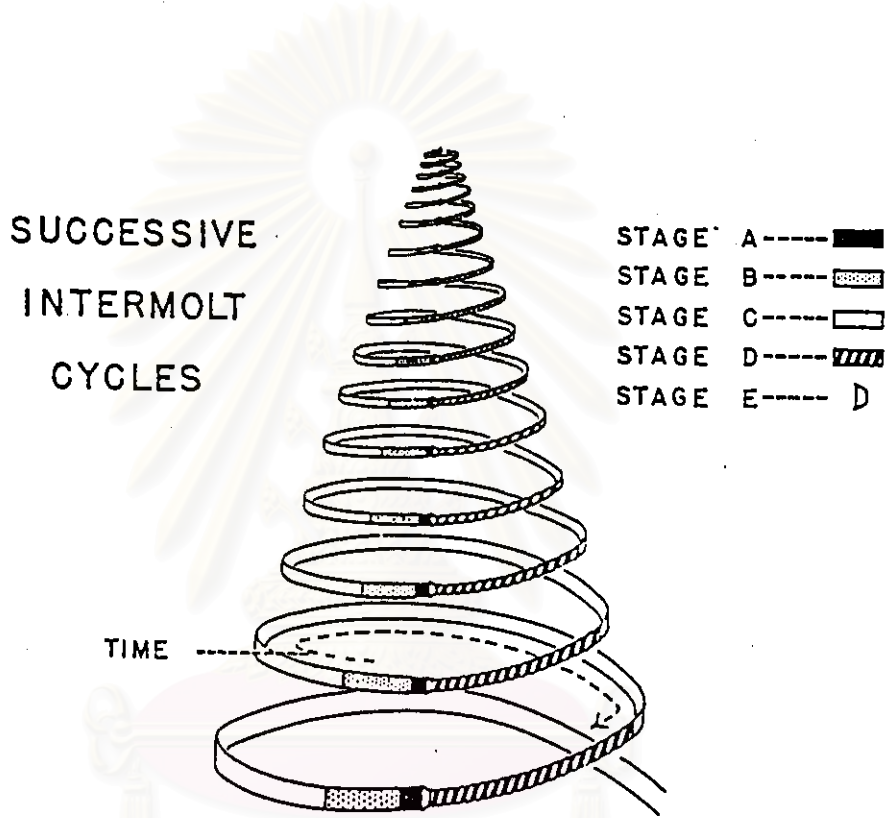 SUCCESSIVE
INTERMOLT
CYCLES
STAGE A-----
STAGE B-----
STAGE C-----
STAGE D-----
STAGE E-----
TIME ---------